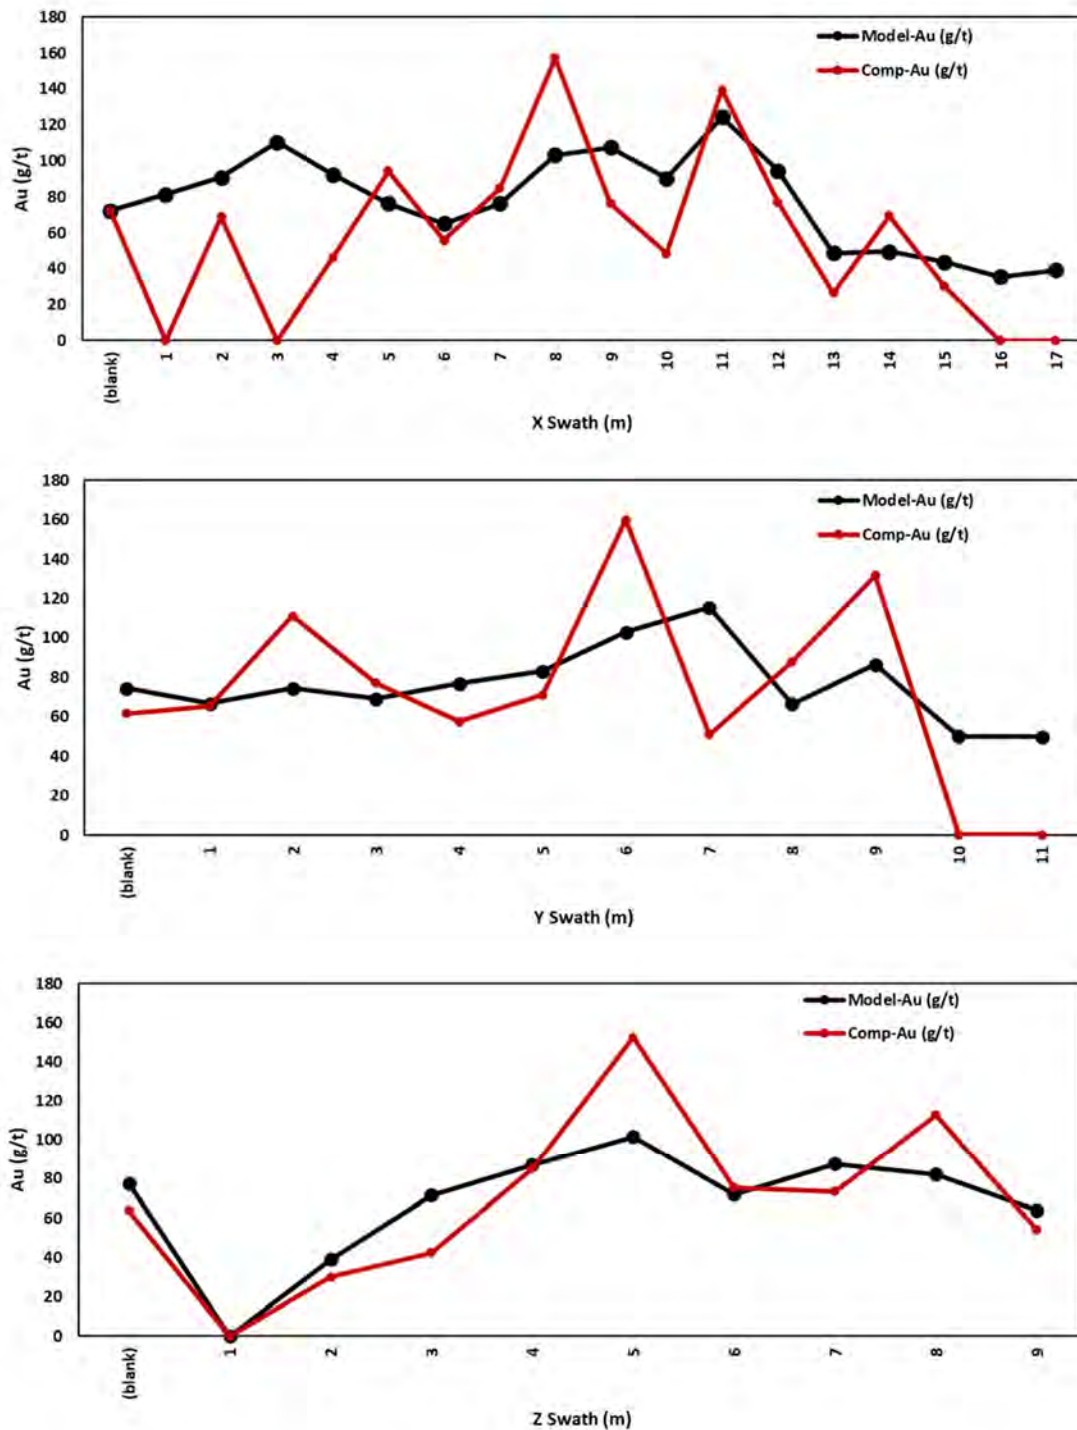 180
160
140
120
100
80
60
40
20
0
Au (g/t)
Model-Au (g/t)
Comp-Au (g/t)
(blank) 1 2 3 4 5 6 7 8 9 10 11 12 13 14 15 16 17
X Swath (m)
180
160
140
120
100
80
60
40
20
0
Au (g/t)
Model-Au (g/t)
Comp-Au (g/t)
(blank) 1 2 3 4 5 6 7 8 9 10 11
Y Swath (m)
180
160
140
120
100
80
60
40
20
0
Au (g/t)
Model-Au (g/t)
Comp-Au (g/t)
(blank) 1 2 3 4 5 6 7 8 9
Z Swath (m)